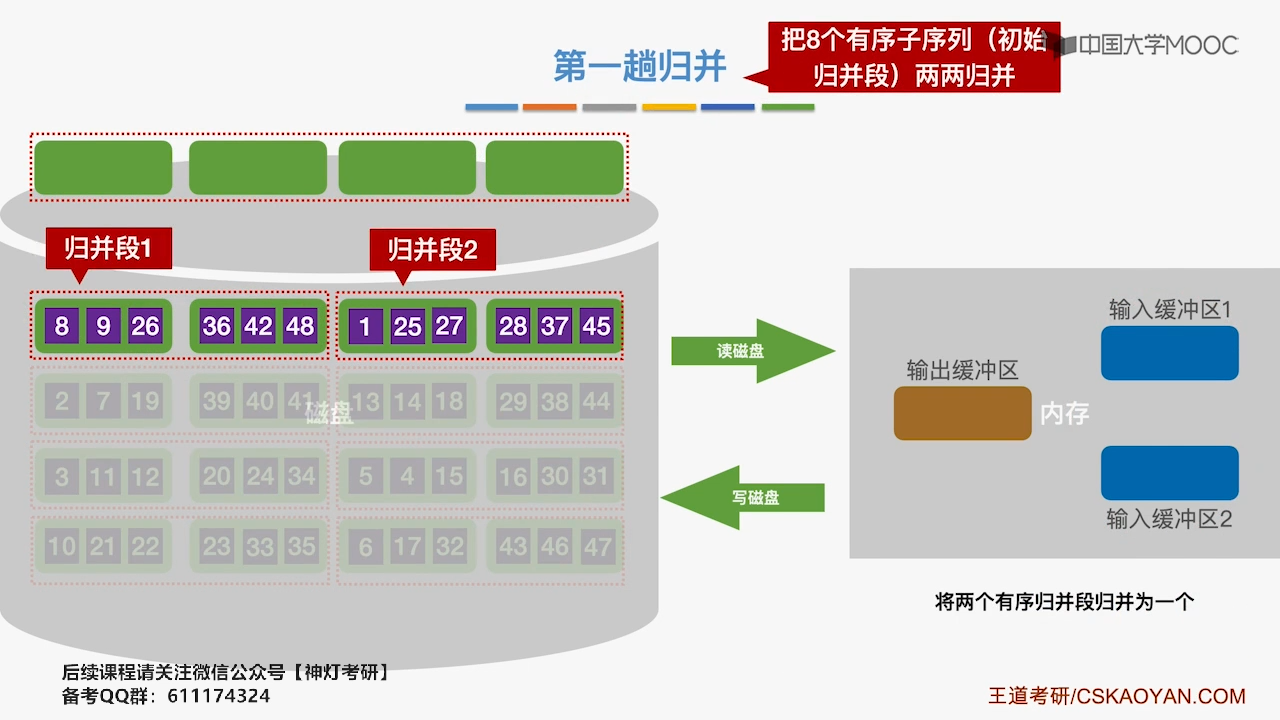 第一趟归并
把8个有序子序列（初始
归并段）两两归并
中国大学MOOC
归并段1
归并段2
8 9 26 36 42 48 1 25 27 28 37 45
2 7 19 39 40 41 13 14 18 29 38 44
磁盘
3 11 12 20 24 34 5 4 15 16 30 31
10 21 22 23 33 35 6 17 32 43 46 47
读磁盘
写磁盘
输入缓冲区1
输出缓冲区
内存
输入缓冲区2
将两个有序归并段归并为一个
后续课程请关注微信公众号【神灯考研】
备考QQ群：611174324
王道考研/CSKAOYAN.COM